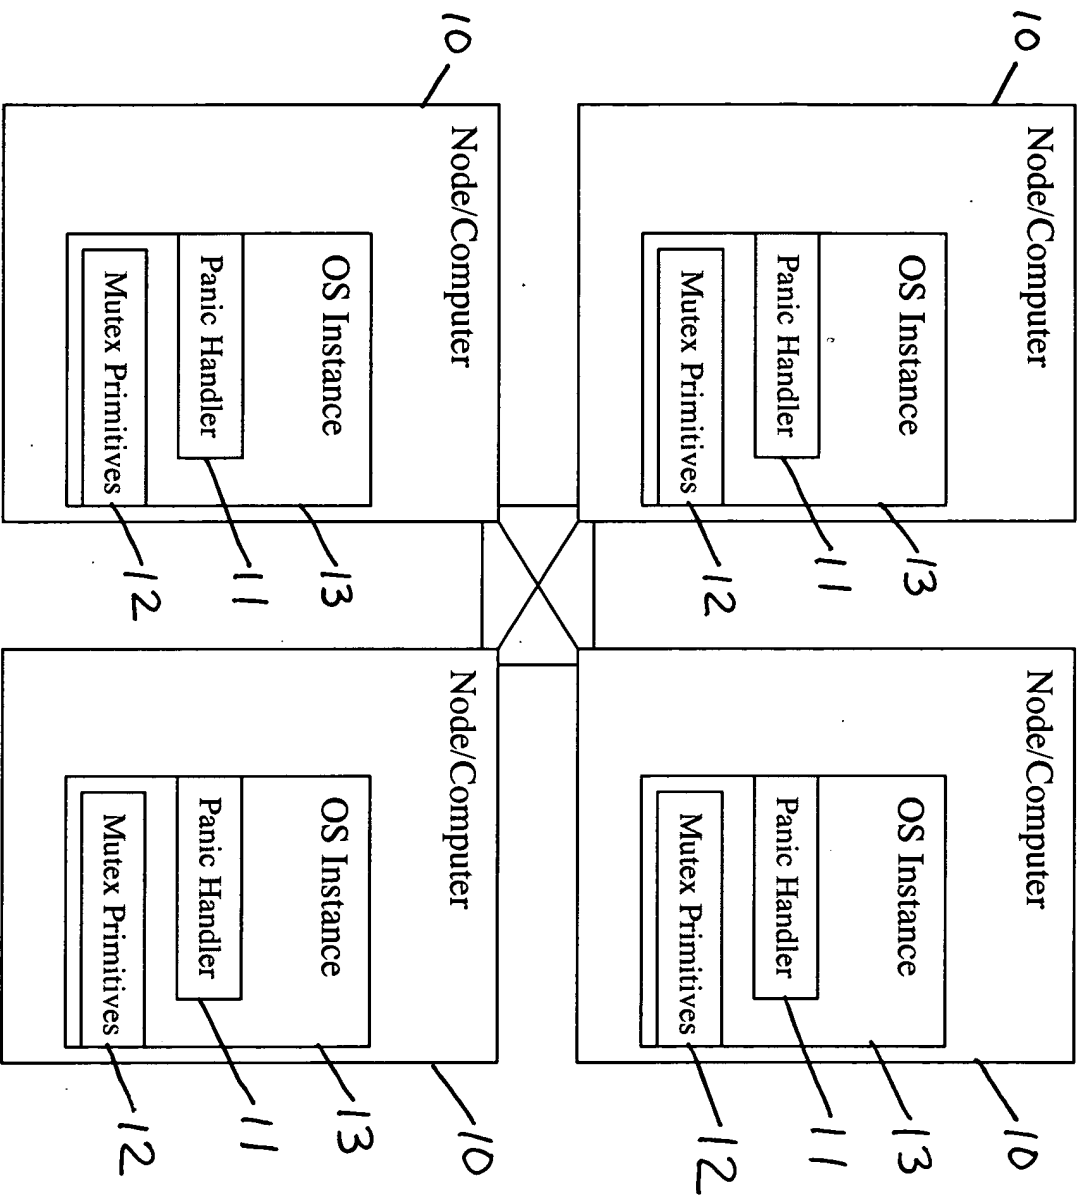 10
Node/Computer
OS Instance
13
Panic Handler
11
Mutex Primitives
12
Node/Computer
10
OS Instance
13
Panic Handler
11
Mutex Primitives
12
10
Node/Computer
OS Instance
13
Panic Handler
11
Mutex Primitives
12
Node/Computer
10
OS Instance
13
Panic Handler
11
Mutex Primitives
12